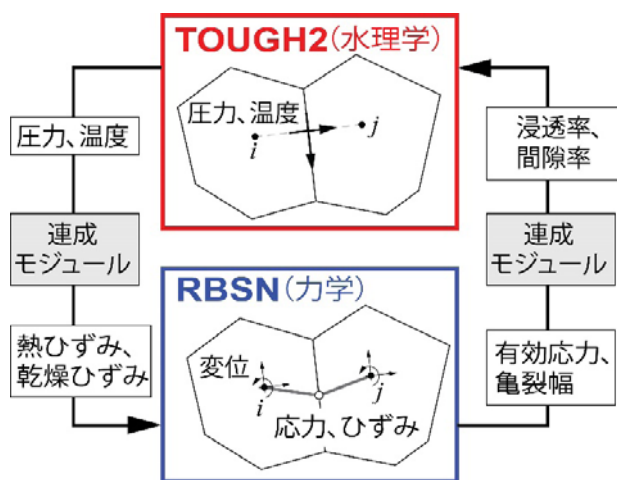 TOUGH2(水理学)
圧力、温度
i
j
圧力、温度
浸透率、
間隙率
連成
モジュール
連成
モジュール
RBSN(力学)
変位
i
j
応力、ひずみ
熱ひずみ、
乾燥ひずみ
有効応力、
亀裂幅